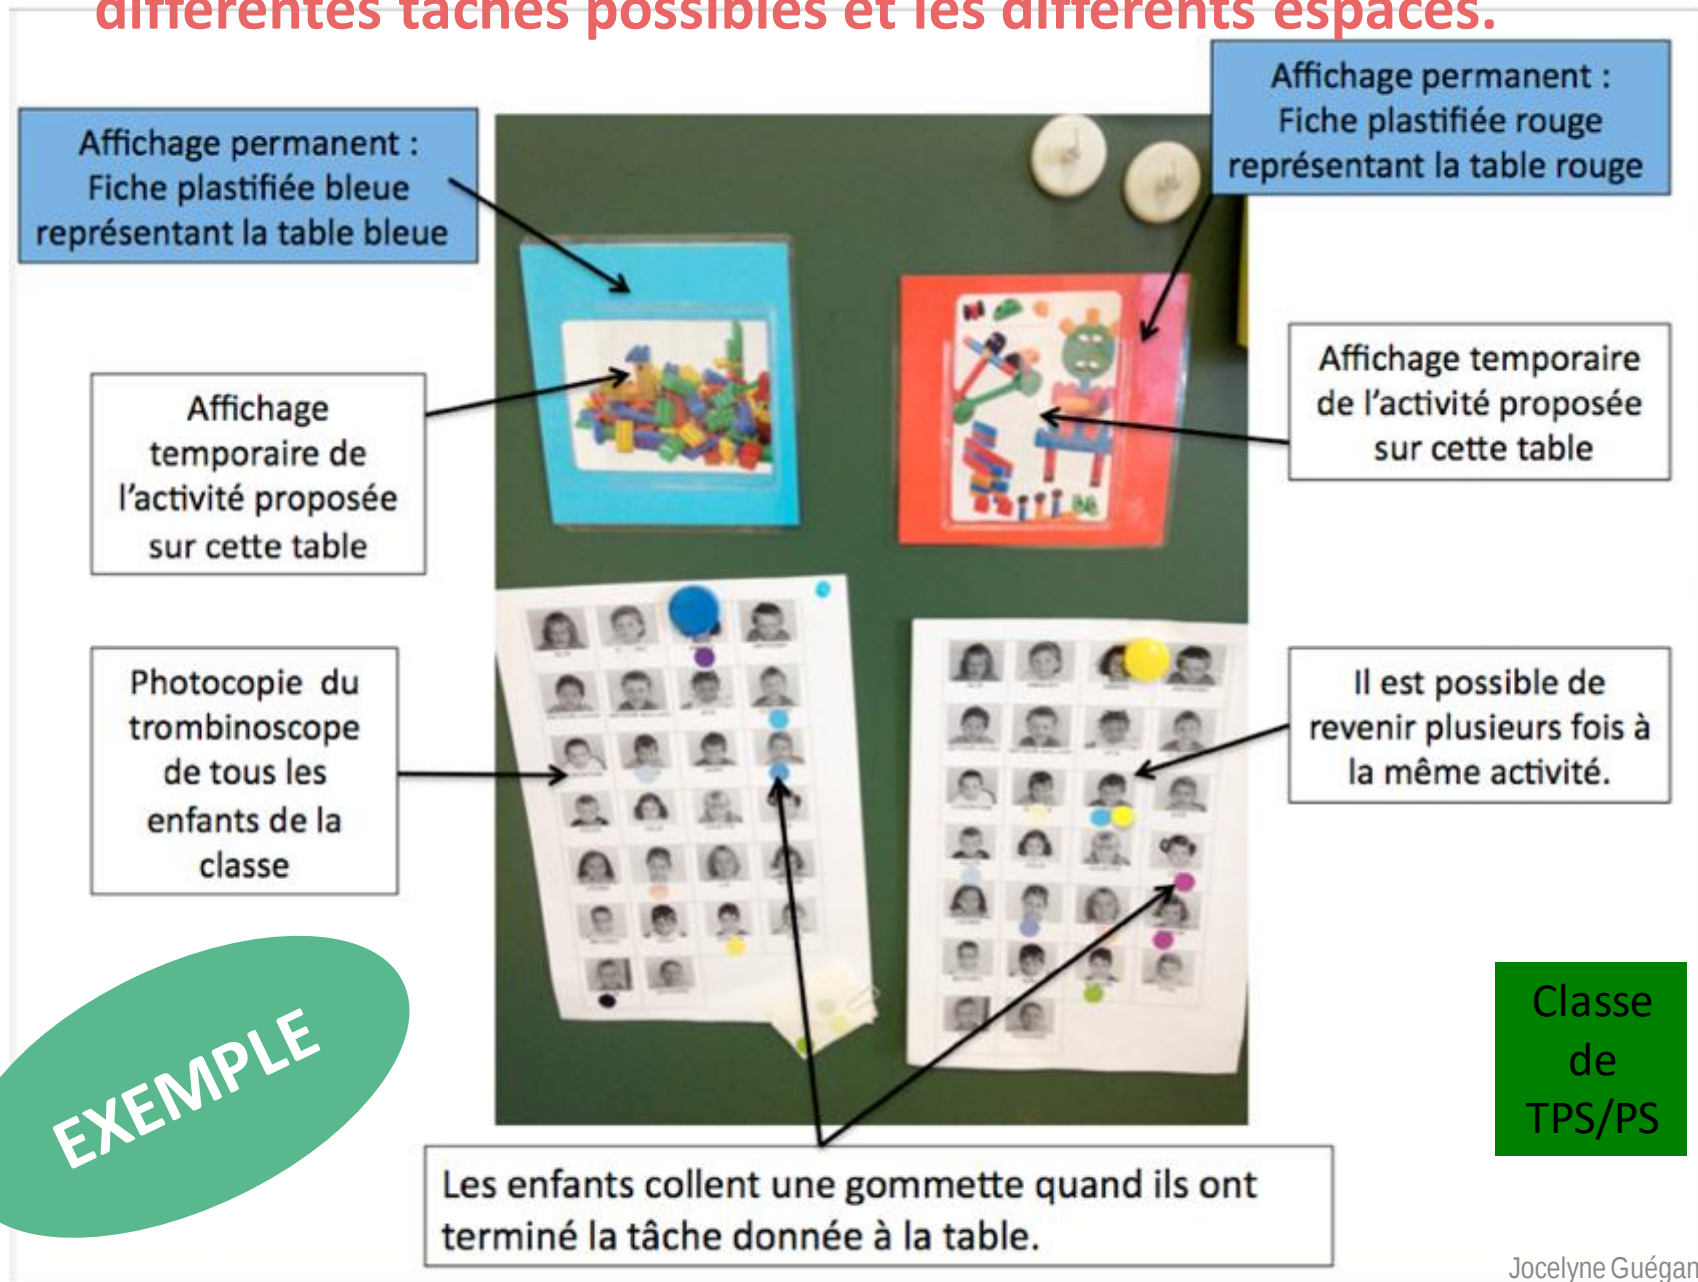 différentes tâches possibles et les différents espaces.
Affichage permanent :
Fiche plastifiée rouge
représentant la table rouge
Affichage permanent :
Fiche plastifiée bleue
représentant la table bleue
Affichage temporaire
de l'activité proposée
sur cette table
Affichage
temporaire de
l'activité proposée
sur cette table
Photocopie du
trombinoscope
de tous les
enfants de la
classe
Il est possible de
revenir plusieurs fois à
la même activité.
EXEMPLE
Classe
de
TPS/PS
Les enfants collent une gommette quand ils ont
terminé la tâche donnée à la table.
Jocelyne Guégan